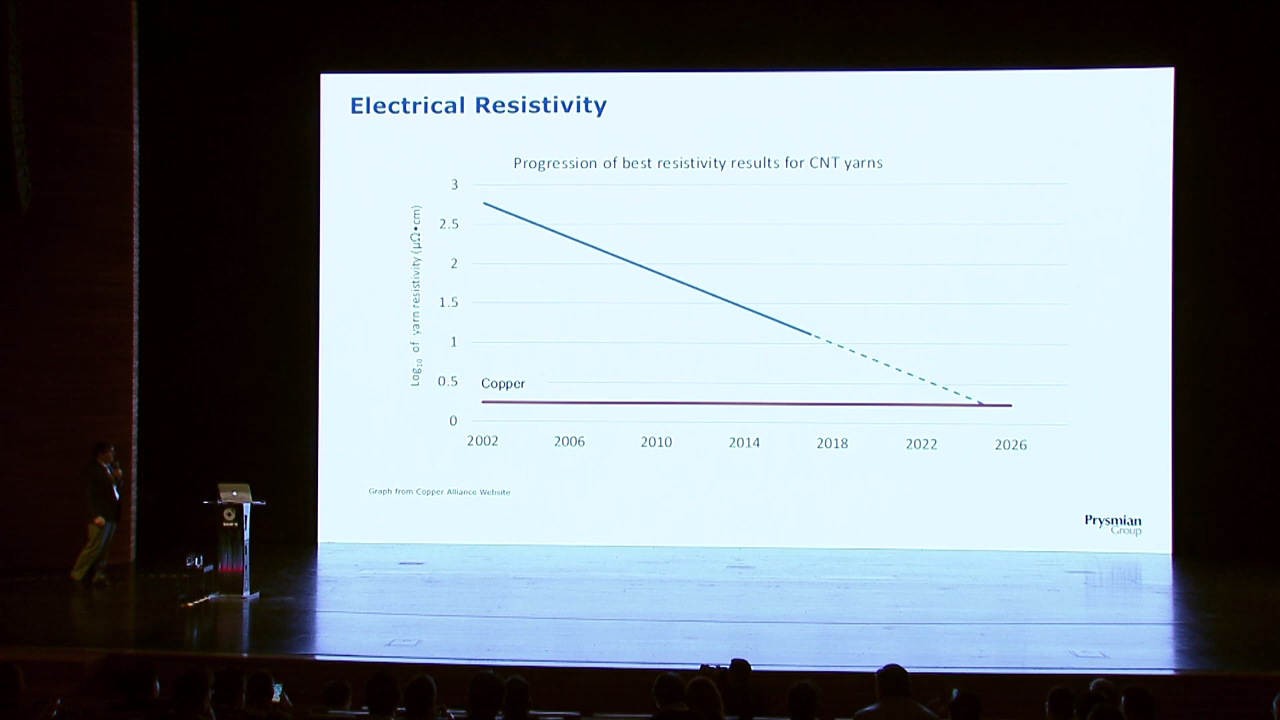 Electrical Resistivity
Progression of best resistivity results for CNT yarns
Log₁₀ of yarn resistivity (µΩ•cm)
3
2.5
2
1.5
1
0.5
0
Copper
2002 2006 2010 2014 2018 2022 2026
Graph from Copper Alliance Website
Prysmian
Group